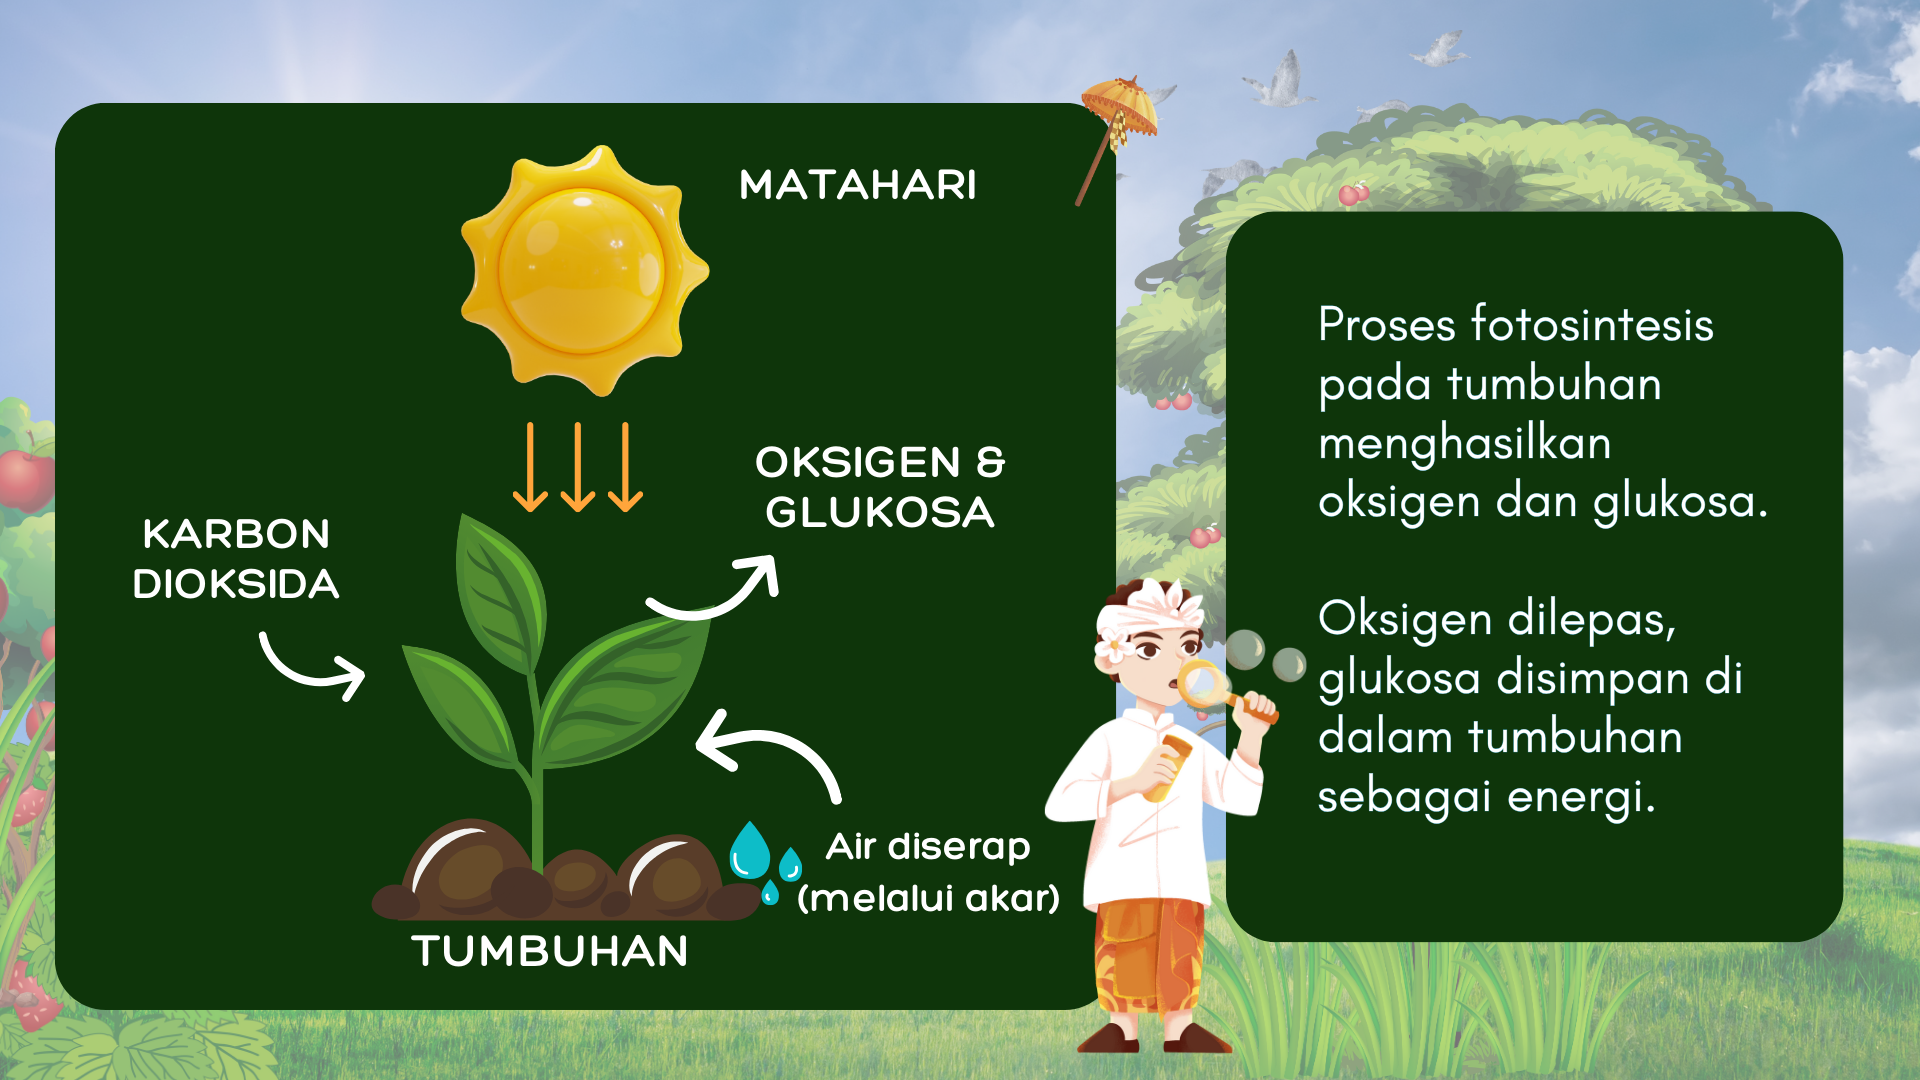 MATAHARI
OKSIGEN &
GLUKOSA
KARBON
DIOKSIDA
Air diserap
(melalui akar)
TUMBUHAN
Proses fotosintesis
pada tumbuhan
menghasilkan
oksigen dan glukosa.
Oksigen dilepas,
glukosa disimpan di
dalam tumbuhan
sebagai energi.